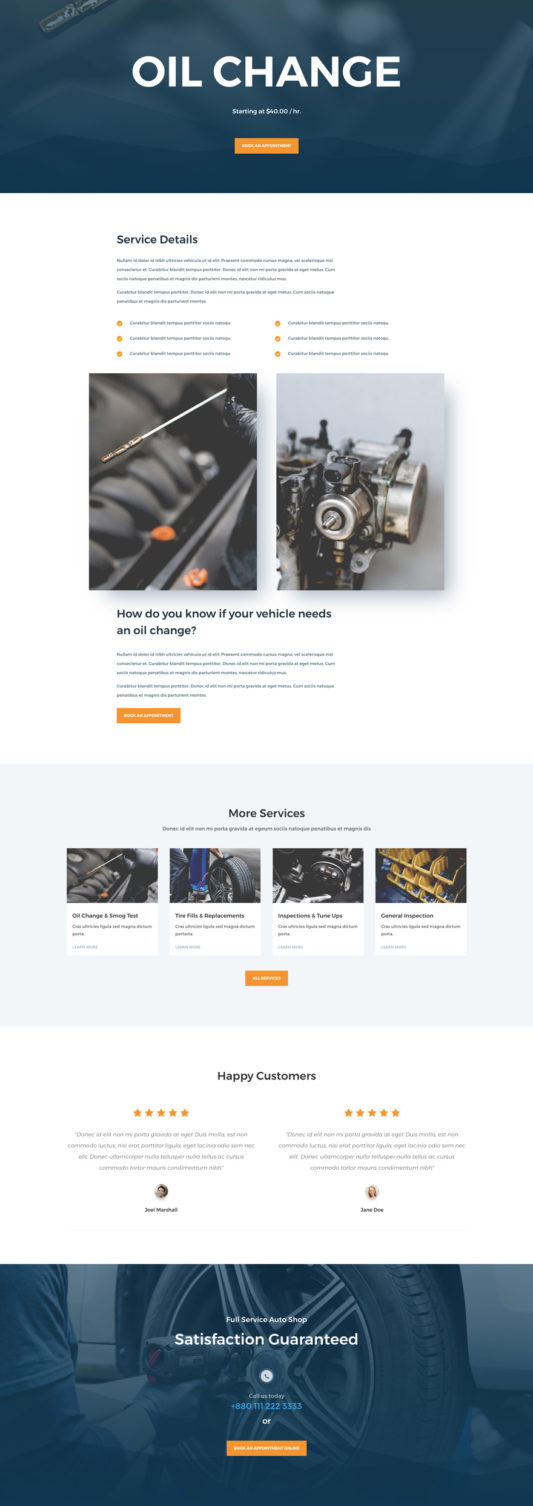 OIL CHANGE
Starting at $40.00 / hr.
BOOK AN APPOINTMENT
Service Details
Nullam id dolor id nibh ultricies vehicula ut id elit. Praesent commodo cursus magna, vel scelerisque nisl
consectetur et. Curabitur blandit tempus porttitor. Donec id elit non mi porta gravida at eget metus. Cum
sociis natoque penatibus et magnis dis parturient montes, nascetur ridiculus mus.
Curabitur blandit tempus porttitor. Donec id elit non mi porta gravida at eget metus. Cum sociis natoque
penatibus et magnis dis parturient montes.
Curabitur blandit tempus porttitor sociis natoqu
Curabitur blandit tempus porttitor sociis natoqu
Curabitur blandit tempus porttitor sociis natoqu
Curabitur blandit tempus porttitor sociis natoqu
Curabitur blandit tempus porttitor sociis natoqu
Curabitur blandit tempus porttitor sociis natoqu
How do you know if your vehicle needs
an oil change?
Nullam id dolor id nibh ultricies vehicula ut id elit. Praesent commodo cursus magna, vel scelerisque nisl
consectetur et. Curabitur blandit tempus porttitor. Donec id elit non mi porta gravida at eget metus. Cum
sociis natoque penatibus et magnis dis parturient montes, nascetur ridiculus mus.
Curabitur blandit tempus porttitor. Donec id elit non mi porta gravida at eget metus. Cum sociis natoque
penatibus et magnis dis parturient montes.
BOOK AN APPOINTMENT
More Services
Donec id elit non mi porta gravida at egeum sociis natoque penatibus et magnis dis
Oil Change & Smog Test
Cras ultricies ligula sed magna dictum
porta.
LEARN MORE
Tire Fills & Replacements
Cras ultricies ligula sed magna dictum
portarta.
LEARN MORE
Inspections & Tune Ups
Cras ultricies ligula sed magna dictum
porta.
LEARN MORE
General Inspection
Cras ultricies ligula sed magna dictum
porta.
LEARN MORE
ALL SERVICES
Happy Customers
"Donec id elit non mi porta gravida at eget Duis mollis, est non
commodo luctus, nisi erat porttitor ligula, eget lacinia odio sem nec
elit. Donec ullamcorper nulla tellusper nulla tellus ac cursus
commodo tortor mauris condimentum nibh"
Joel Marshall
"Donec id elit non mi porta gravida at eget Duis mollis, est non
commodo luctus, nisi erat porttitor ligula, eget lacinia odio sem nec
elit. Donec ullamcorper nulla tellusper nulla tellus ac cursus
commodo tortor mauris condimentum nibh"
Jane Doe
Full Service Auto Shop
Satisfaction Guaranteed
Call us today
+880 111 222 3333
or
BOOK AN APPOINTMENT ONLINE